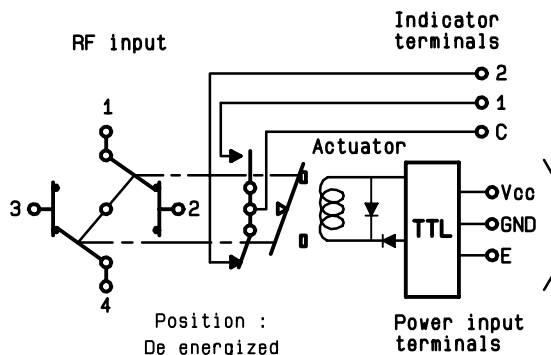 RF input
Indicator
terminals
2
1
C
1
Actuator
3
2
4
TTL
Vcc
GND
E
Position :
De energized
Power input
terminals